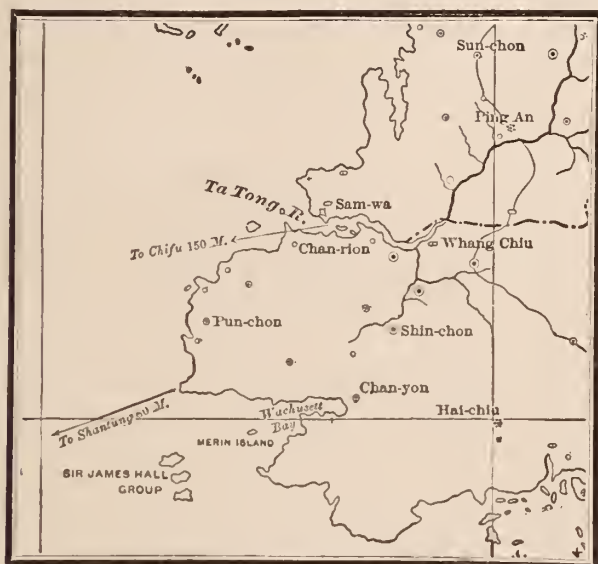 Sun-chon
Ping An
Ta Tong R.
Sam-wa
To Chifu 150 M.
Chan-rion
Whang Chiu
Pun-chon
Shin-chon
Chan-yon
Wachusett
Bay
Hai-chiu
To Shantung 90 M.
MERIN ISLAND
SIR JAMES HALL
GROUP